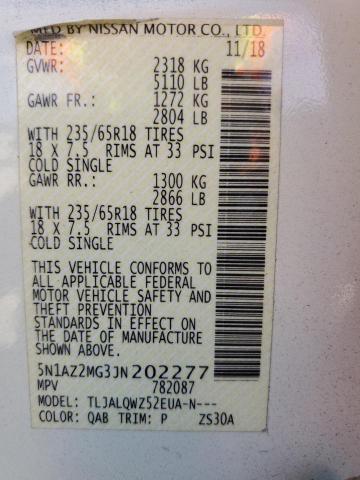 MFD BY NISSAN MOTOR CO., LTD.
DATE: 11/18
GVWR: 2318 KG
5110 LB
GAWR FR.: 1272 KG
2804 LB
WITH 235/65R18 TIRES
18 X 7.5 RIMS AT 33 PSI
COLD SINGLE
GAWR RR.: 1300 KG
2866 LB
WITH 235/65R18 TIRES
18 X 7.5 RIMS AT 33 PSI
COLD SINGLE
THIS VEHICLE CONFORMS TO
ALL APPLICABLE FEDERAL
MOTOR VEHICLE SAFETY AND
THEFT PREVENTION
STANDARDS IN EFFECT ON
THE DATE OF MANUFACTURE
SHOWN ABOVE.
5N1AZ2MG3JN202277
MPV 782087
MODEL: TLJALQWZ52EUA-N---
COLOR: QAB TRIM: P ZS30A